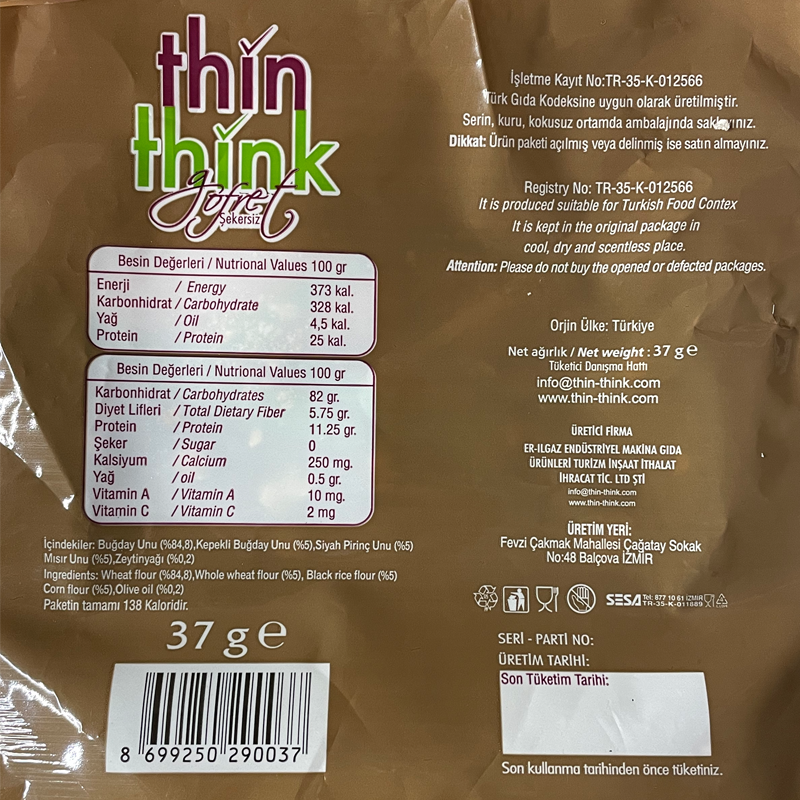 thin
think
gofret
Şekersiz
Besin Değerleri / Nutrional Values 100 gr
Enerji / Energy 373 kal.
Karbonhidrat / Carbohydrate 328 kal.
Yağ / Oil 4,5 kal.
Protein / Protein 25 kal.
Besin Değerleri / Nutrional Values 100 gr
Karbonhidrat / Carbohydrates 82 gr.
Diyet Lifleri / Total Dietary Fiber 5.75 gr.
Protein / Protein 11.25 gr.
Şeker / Sugar 0
Kalsiyum / Calcium 250 mg.
Yağ / oil 0.5 gr.
Vitamin A / Vitamin A 10 mg.
Vitamin C / Vitamin C 2 mg
İçindekiler: Buğday Unu (%84,8),Kepekli Buğday Unu (%5),Siyah Pirinç Unu (%5)
Mısır Unu (%5),Zeytinyağı (%0,2)
Ingredients: Wheat flour (%84,8),Whole wheat flour (%5), Black rice flour (%5)
Corn flour (%5),Olive oil (%0,2)
Paketin tamamı 138 Kaloridir.
37 g e
8 699250 290037
İşletme Kayıt No:TR-35-K-012566
Türk Gıda Kodeksine uygun olarak üretilmiştir.
Serin, kuru, kokusuz ortamda ambalajında
Dikkat: Ürün paketi açılmış veya delinmiş ise satın almayınız.
Registry No: TR-35-K-012566
It is produced suitable for Turkish Food Contex
It is kept in the original package in
cool, dry and scentless place.
Attention: Please do not buy the opened or defected packages.
Orjin Ülke: Türkiye
Net ağırlık / Net weight : 37 g e
Tüketici Danışma Hattı
info@thin-think.com
www.thin-think.com
ÜRETİCİ FİRMA
ER-ILGAZ ENDÜSTRİYEL MAKİNA GIDA
ÜRÜNLERİ TURİZM İNŞAAT İTHALAT
İHRACAT TİC. LTD ŞTİ
info@thin-think.com
www.thin-think.com
ÜRETİM YERİ:
Fevzi Çakmak Mahallesi Çağatay Sokak
No:48 Balçova İZMİR
SESA Tel: 877 10 61 İZMİR
TR-35-K-011889
SERİ - PARTİ NO:
ÜRETİM TARİHİ:
Son Tüketim Tarihi:
Son kullanma tarihinden önce tüketiniz.